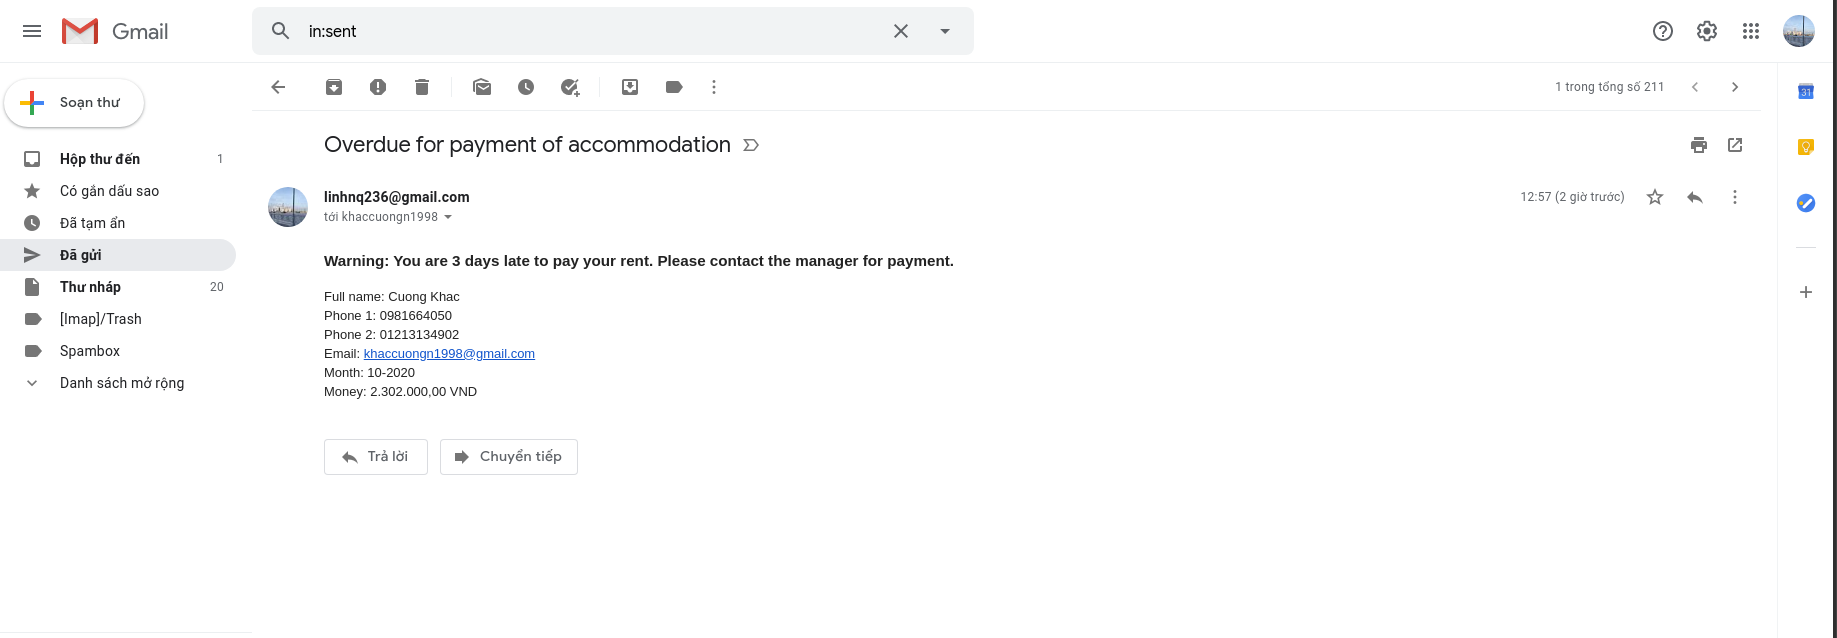 Gmail
in:sent
Soạn thư
1 trong tổng số 211
31
Hộp thư đến 1
Có gắn dấu sao
Đã tạm ẩn
Đã gửi
Thư nháp 20
[Imap]/Trash
Spambox
Danh sách mở rộng
Overdue for payment of accommodation
linhnq236@gmail.com
12:57 (2 giờ trước)
tới khaccuongn1998
Warning: You are 3 days late to pay your rent. Please contact the manager for payment.
Full name: Cuong Khac
Phone 1: 0981664050
Phone 2: 01213134902
Email: khaccuongn1998@gmail.com
Month: 10-2020
Money: 2.302.000,00 VND
Trả lời
Chuyển tiếp